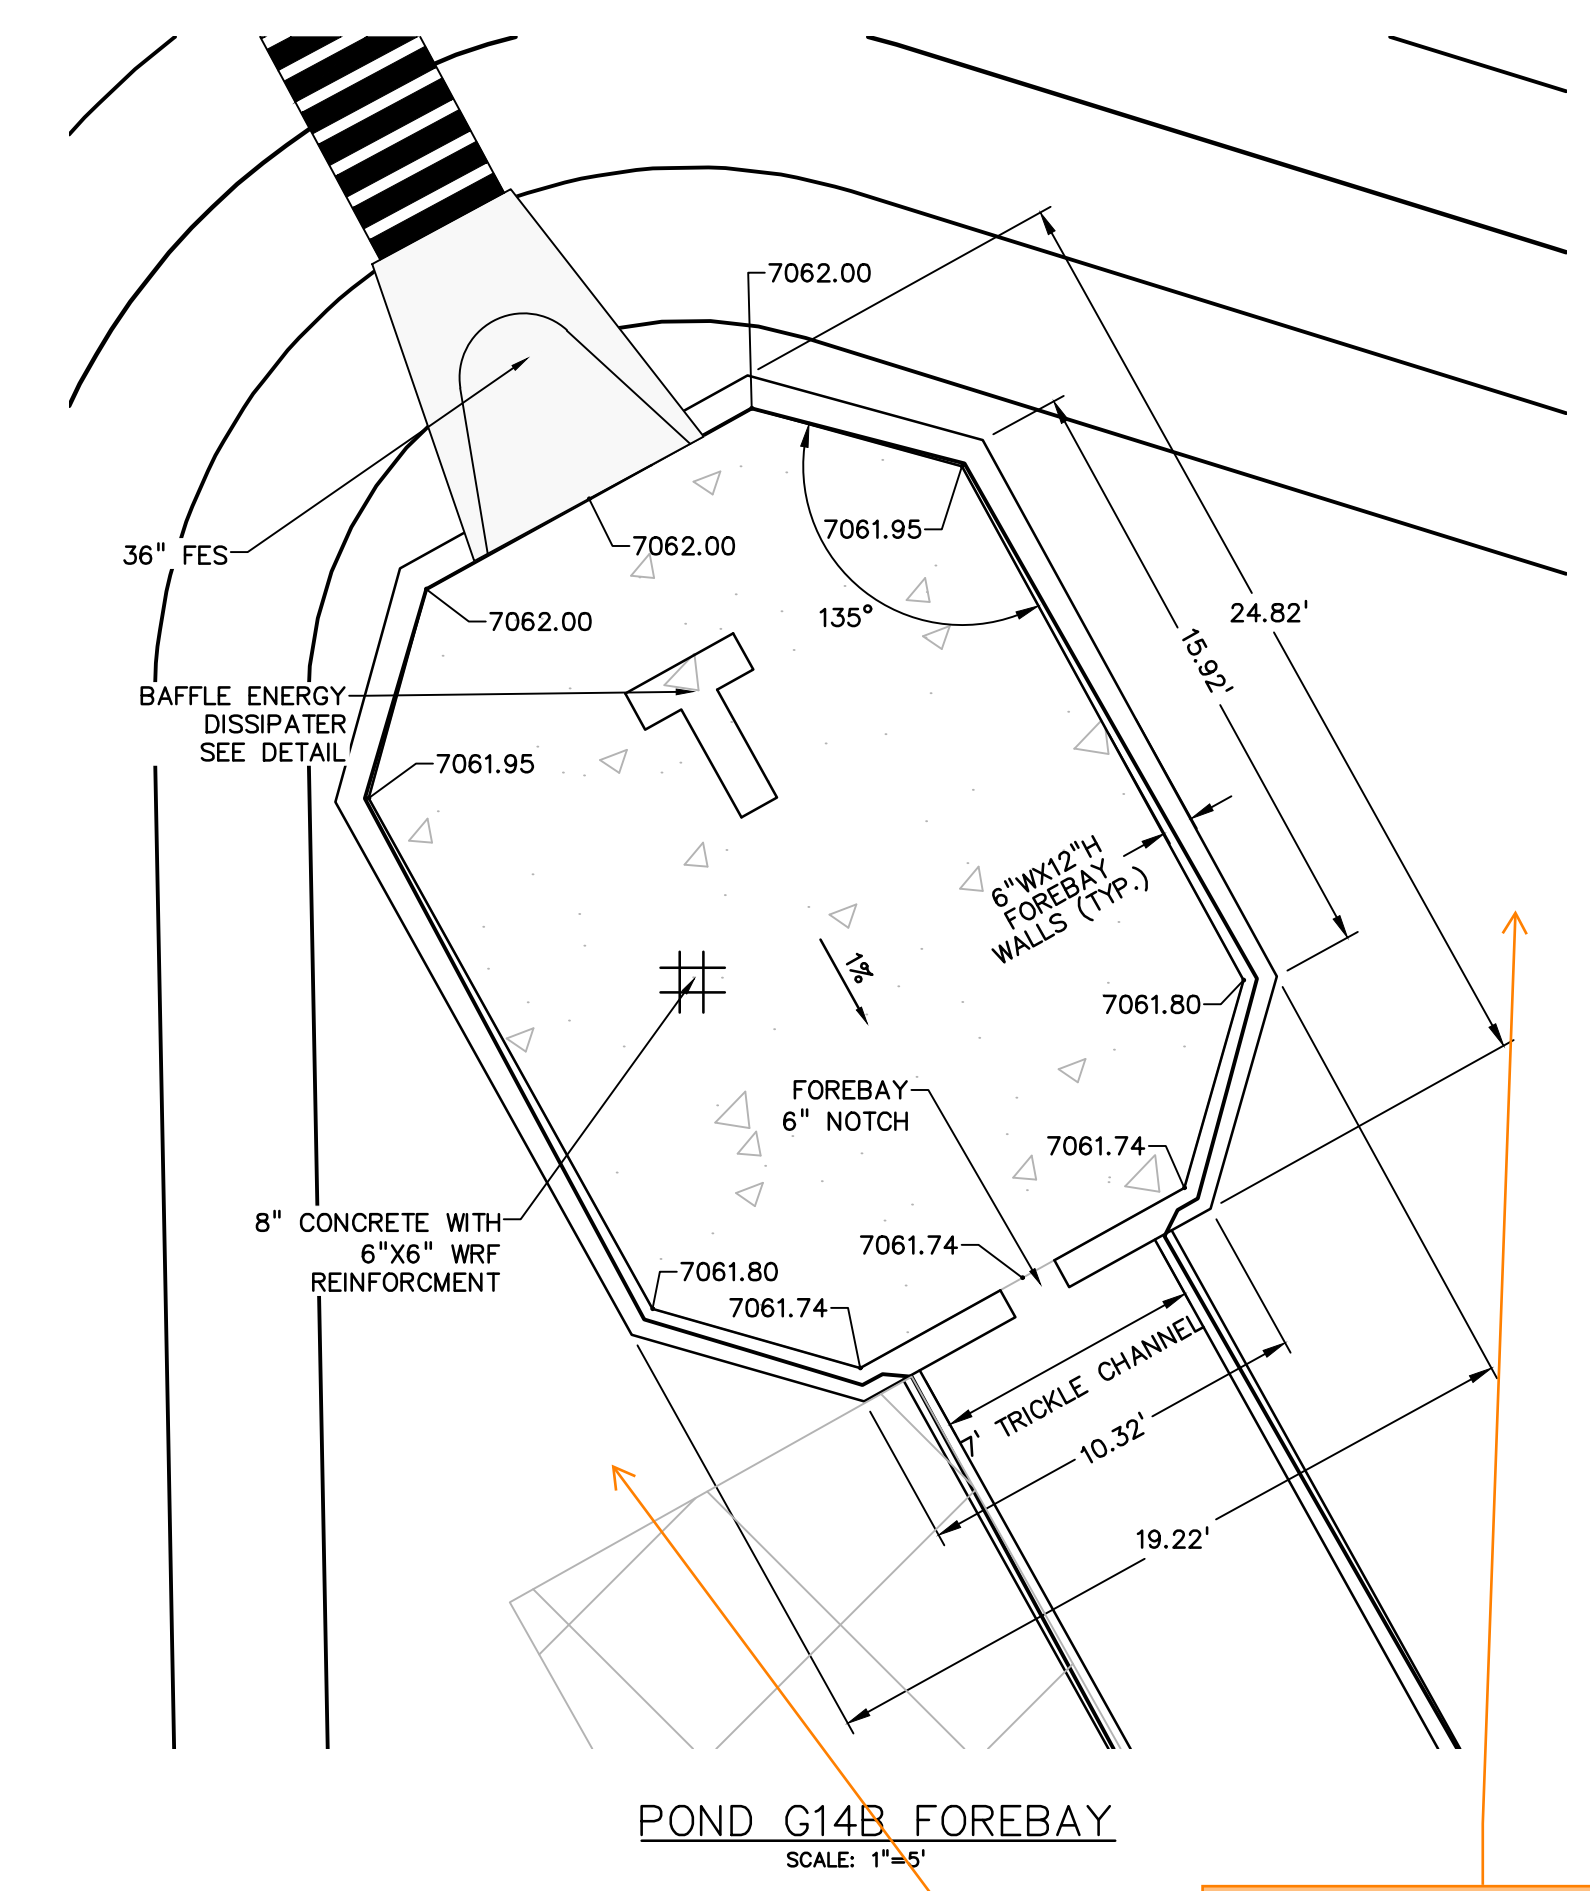 7062.00
7061.95
36" FES
7062.00
135°
24.82'
7062.00
15.92'
BAFFLE ENERGY
DISSIPATER
SEE DETAIL
7061.95
6"WX12"H
FOREBAY
WALLS (TYP.)
1%
7061.80
FOREBAY
6" NOTCH
7061.74
8" CONCRETE WITH
6"X6" WRF
REINFORCMENT
7061.74
7061.80
7061.74
7' TRICKLE CHANNEL
10.32'
19.22'
POND G14B FOREBAY
SCALE: 1"=5'